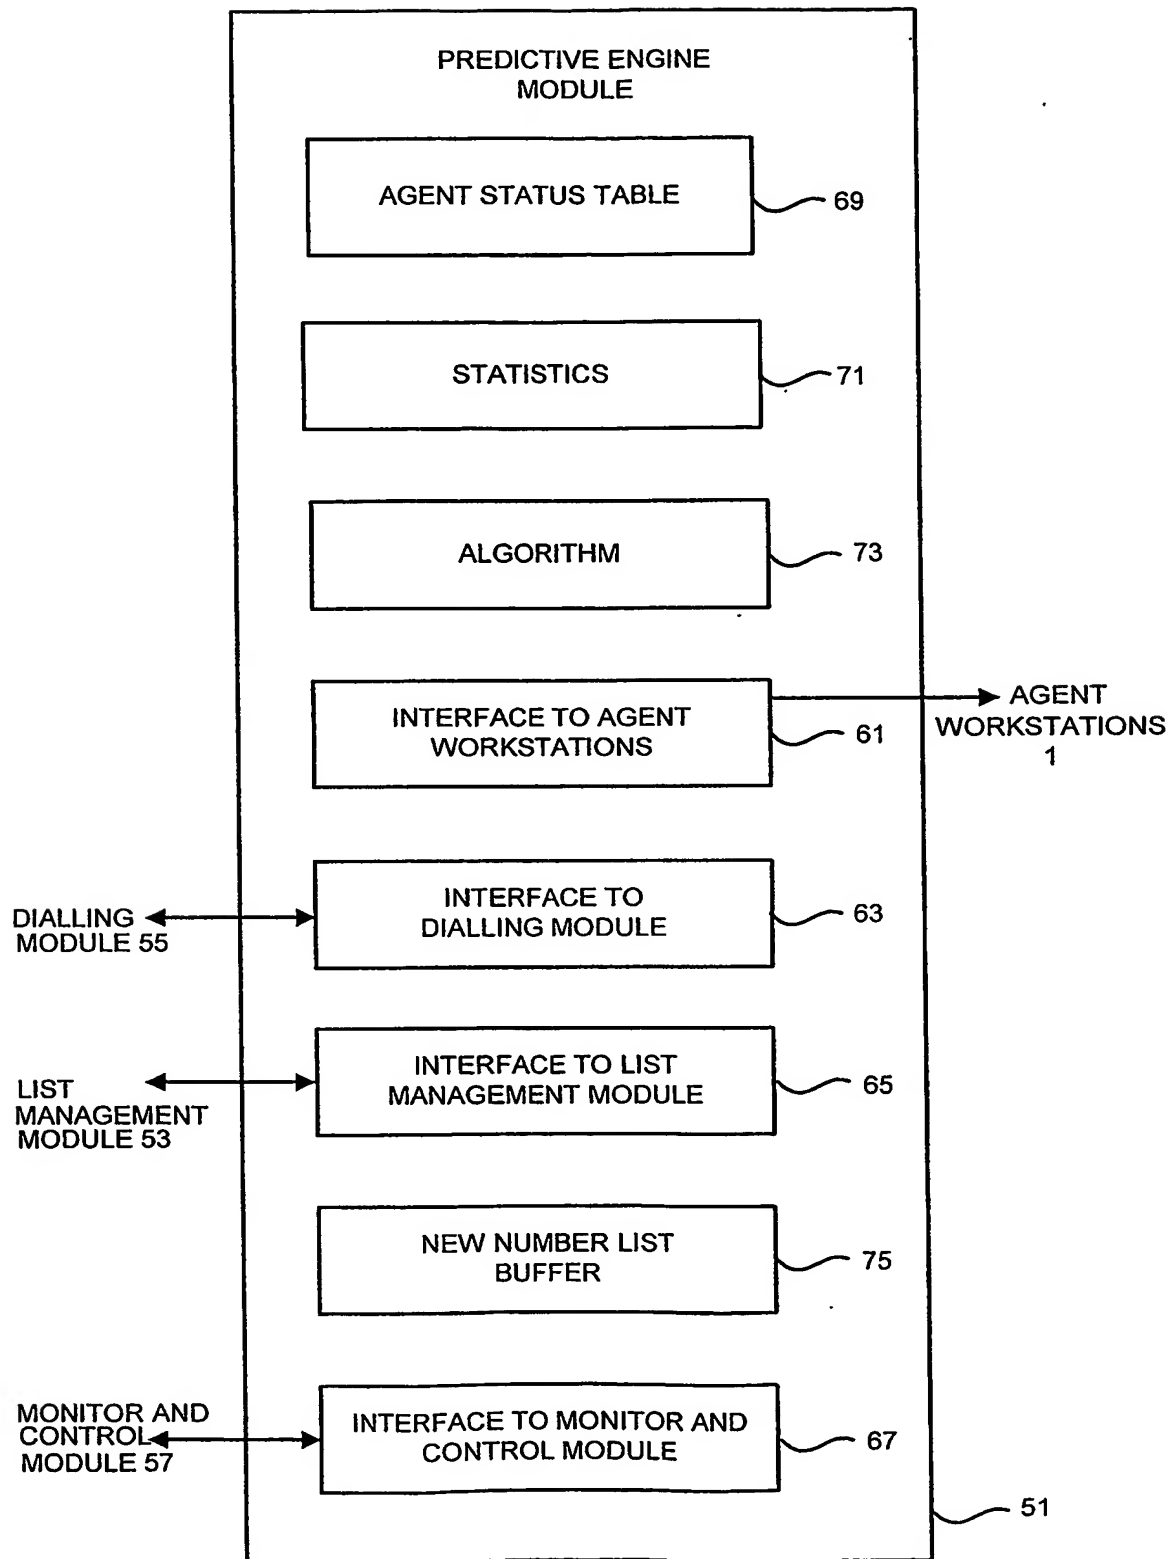 PREDICTIVE ENGINE
MODULE
AGENT STATUS TABLE
69
STATISTICS
71
ALGORITHM
73
INTERFACE TO AGENT
WORKSTATIONS
61
AGENT
WORKSTATIONS
1
DIALLING
MODULE 55
INTERFACE TO
DIALLING MODULE
63
LIST
MANAGEMENT
MODULE 53
INTERFACE TO LIST
MANAGEMENT MODULE
65
NEW NUMBER LIST
BUFFER
75
MONITOR AND
CONTROL
MODULE 57
INTERFACE TO MONITOR AND
CONTROL MODULE
67
51